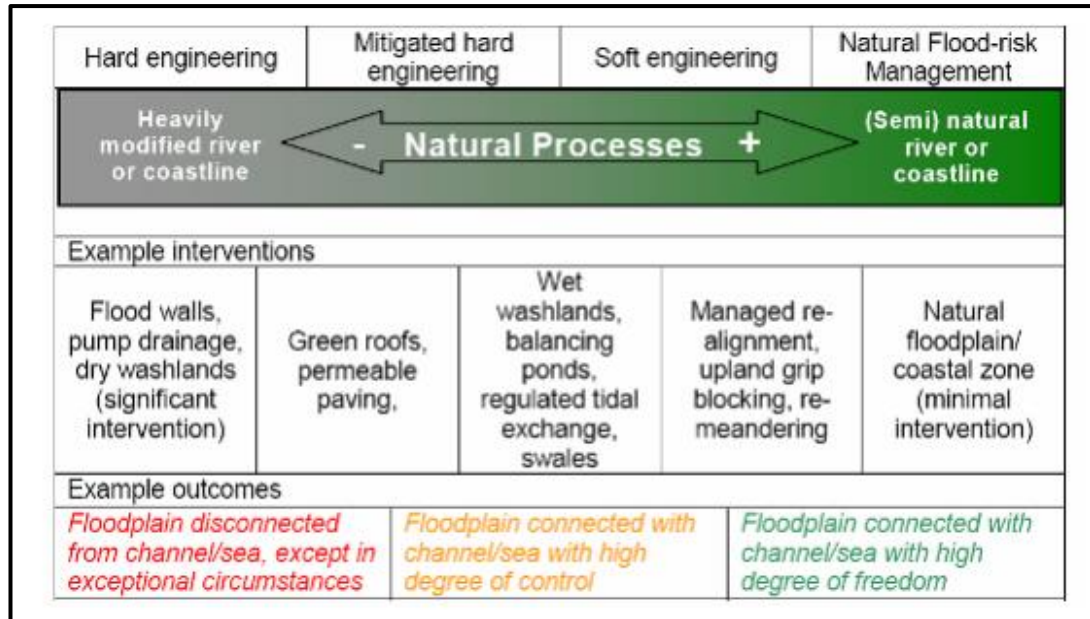 Hard engineering
Mitigated hard
engineering
Soft engineering
Natural Flood-risk
Management
Heavily
modified river
or coastline
- Natural Processes +
(Semi) natural
river or
coastline
Example interventions
Flood walls,
pump drainage,
dry washlands
(significant
intervention)
Green roofs,
permeable
paving,
Wet
washlands,
balancing
ponds,
regulated tidal
exchange,
swales
Managed re-
alignment,
upland grip
blocking, re-
meandering
Natural
floodplain/
coastal zone
(minimal
intervention)
Example outcomes
Floodplain disconnected
from channel/sea, except in
exceptional circumstances
Floodplain connected with
channel/sea with high
degree of control
Floodplain connected with
channel/sea with high
degree of freedom